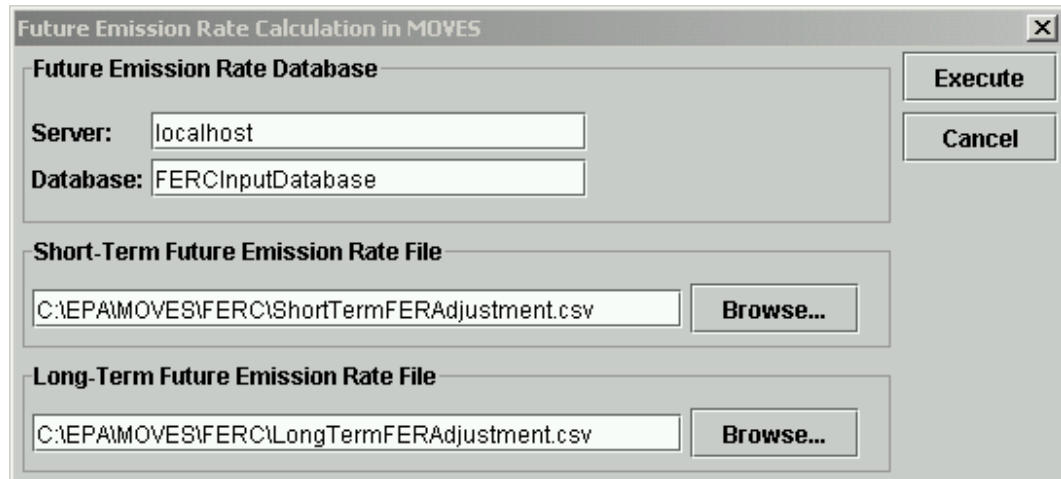 Future Emission Rate Calculation in MOVES
Future Emission Rate Database
Execute
Server: localhost
Cancel
Database: FERCInputDatabase
Short-Term Future Emission Rate File
C:\EPA\MOVES\FERC\ShortTermFERAdjustment.csv Browse...
Long-Term Future Emission Rate File
C:\EPA\MOVES\FERC\LongTermFERAdjustment.csv Browse...